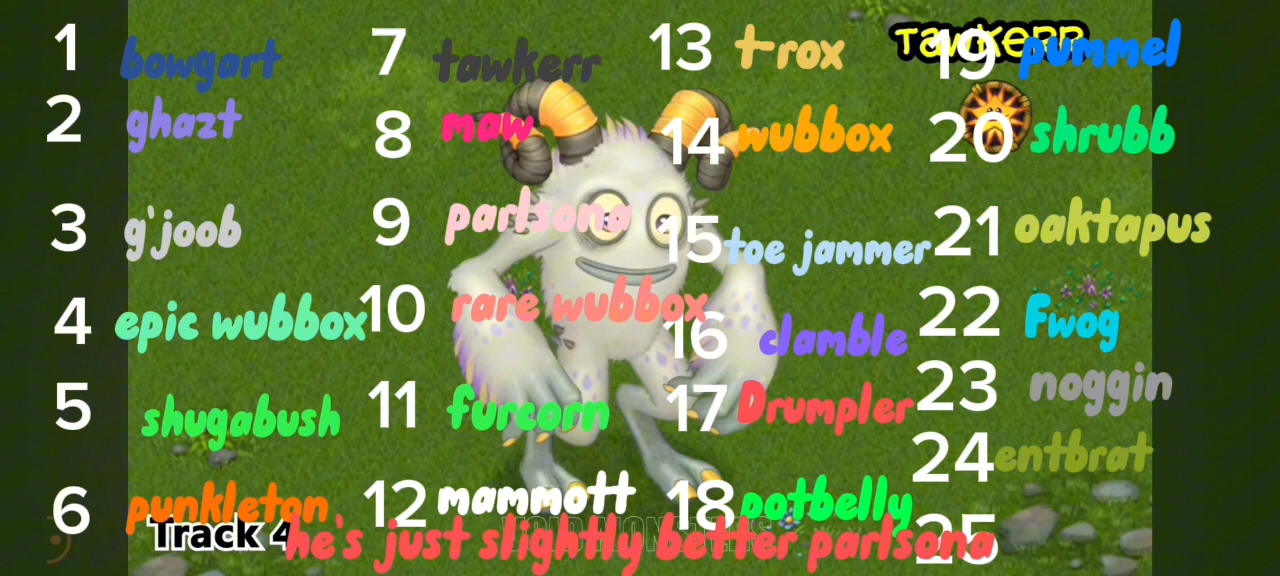 1 bowgart
2 ghazt
3 g'joob
4 epic wubbox
5 shugabush
6 punkleton
7 tawkerr
8 maw
9 parlsona
10 rare wubbox
11 furcorn
12 mammott
13 t-rox
14 wubbox
15 toe jammer
16 clamble
17 Drumpler
18 potbelly
TAWKERR
19 pummel
20 shrubb
21 oaktapus
22 Fwog
23 noggin
24 entbrat
25
Track 4
he's just slightly better parlsona